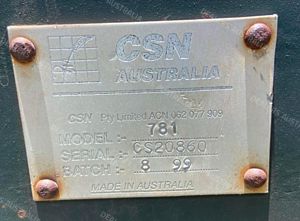 CSN
AUSTRALIA
CSN Pty Limited ACN 062 077 909
MODEL :- 781
SERIAL :- CS20860
BATCH :- 8 99
MADE IN AUSTRALIA